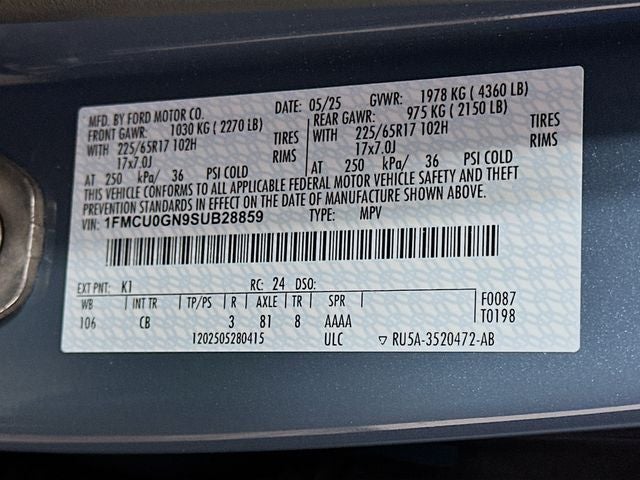 MFD. BY FORD MOTOR CO. DATE: 05/25 GVWR: 1978 KG ( 4360 LB)
FRONT GAWR: 1030 KG ( 2270 LB) REAR GAWR: 975 KG ( 2150 LB)
WITH 225/65R17 102H TIRES WITH 225/65R17 102H TIRES
17x7.0J RIMS 17x7.0J RIMS
AT 250 kPa/ 36 PSI COLD AT 250 kPa/ 36 PSI COLD
THIS VEHICLE CONFORMS TO ALL APPLICABLE FEDERAL MOTOR VEHICLE SAFETY AND THEFT
PREVENTION STANDARDS IN EFFECT ON THE DATE OF MANUFACTURE SHOWN ABOVE.
VIN: 1FMCU0GN9SUB28859 TYPE: MPV
EXT PNT: K1 RC: 24 DSO:
WB INT TR TP/PS R AXLE TR SPR F0087
106 CB 3 81 8 AAAA T0198
1202505280415 ULC ▽ RU5A-3520472-AB